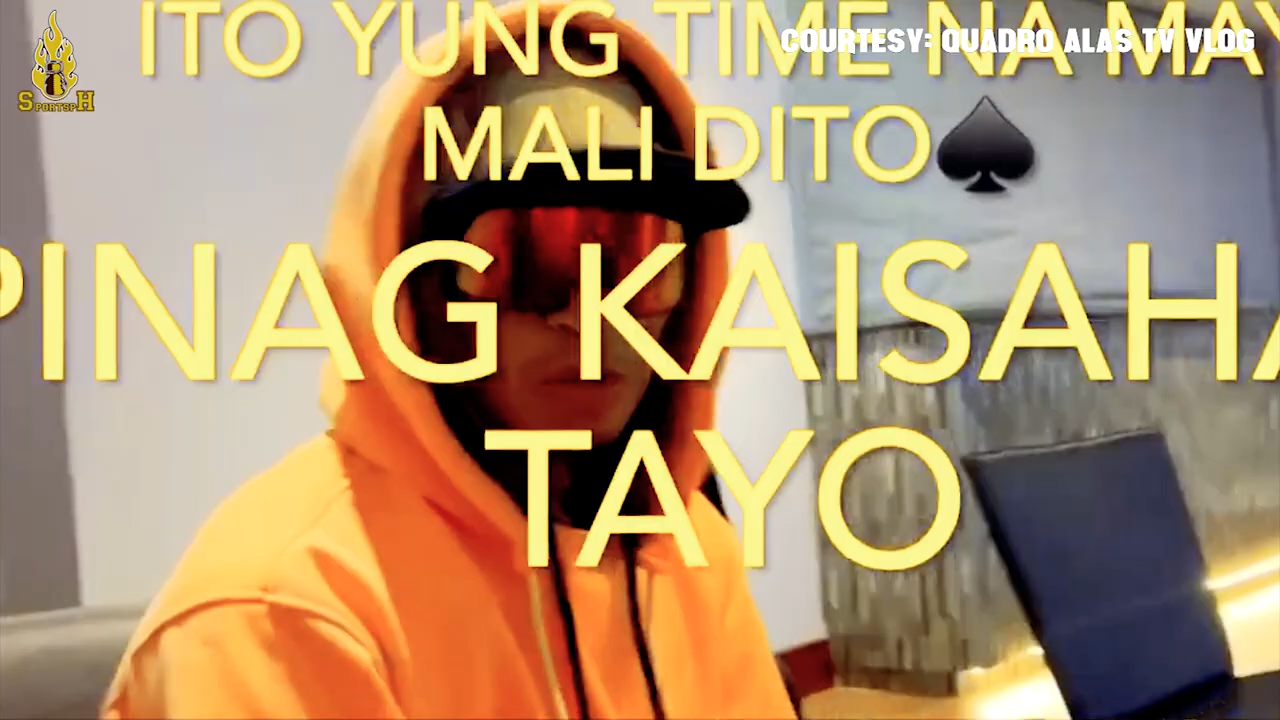 ITO YUNG TIME NA MAY
COURTESY: QUADRO ALAS TV VLOG
SPORTSPH
MALI DITO♠
PINAG KAISAHA
TAYO